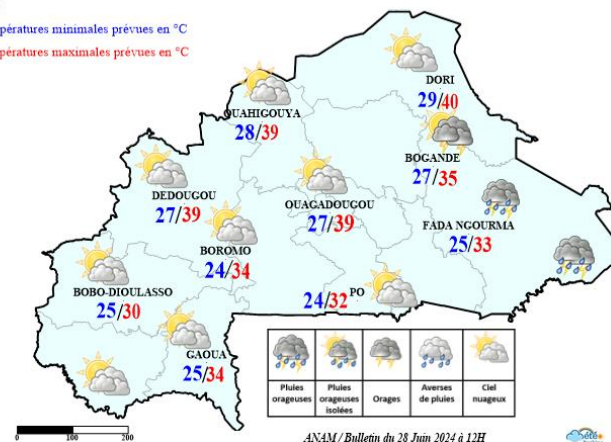 pératures minimales prévues en °C
pératures maximales prévues en °C
DORI
29/40
OUAHIGOUYA
28/39
BOGANDE
27/35
DEDOUGOU
27/39
OUAGADOUGOU
27/39
FADA NGOURMA
25/33
BOROMO
24/34
BOBO-DIOULASSO
25/30
PO
24/32
GAOUA
25/34
Pluies orageuses
Pluies orageuses isolées
Orages
Averses de pluies
Ciel nuageux
0 100 200
ANAM / Bulletin du 28 Juin 2024 à 12H
été